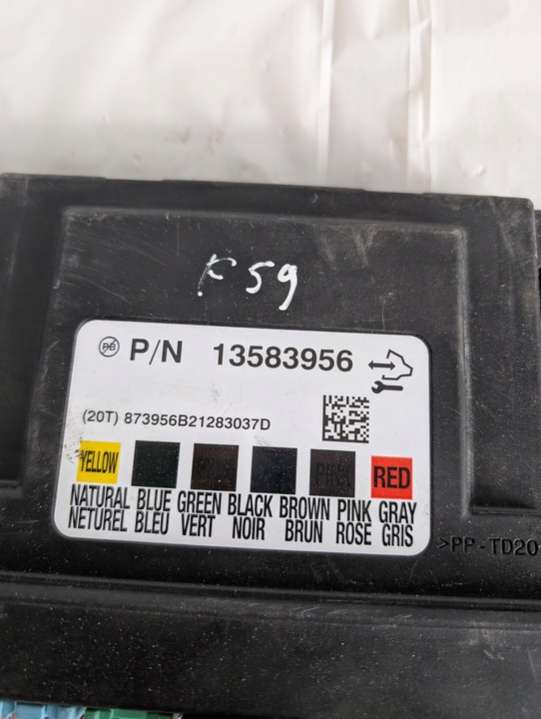 F59
P/N 13583956
(20T) 873956B21283037D
YELLOW RED
NATURAL BLUE GREEN BLACK BROWN PINK GRAY
NETUREL BLEU VERT NOIR BRUN ROSE GRIS
>PP-TD20